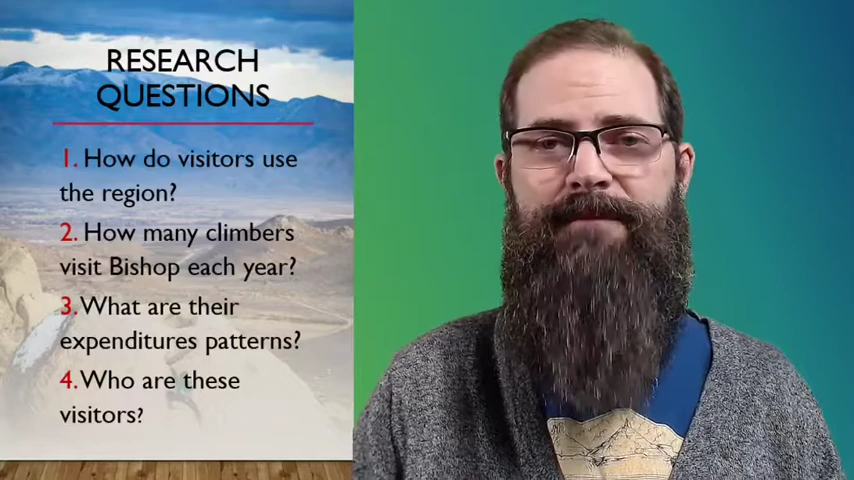 RESEARCH
QUESTIONS
1. How do visitors use
the region?
2. How many climbers
visit Bishop each year?
3. What are their
expenditures patterns?
4. Who are these
visitors?